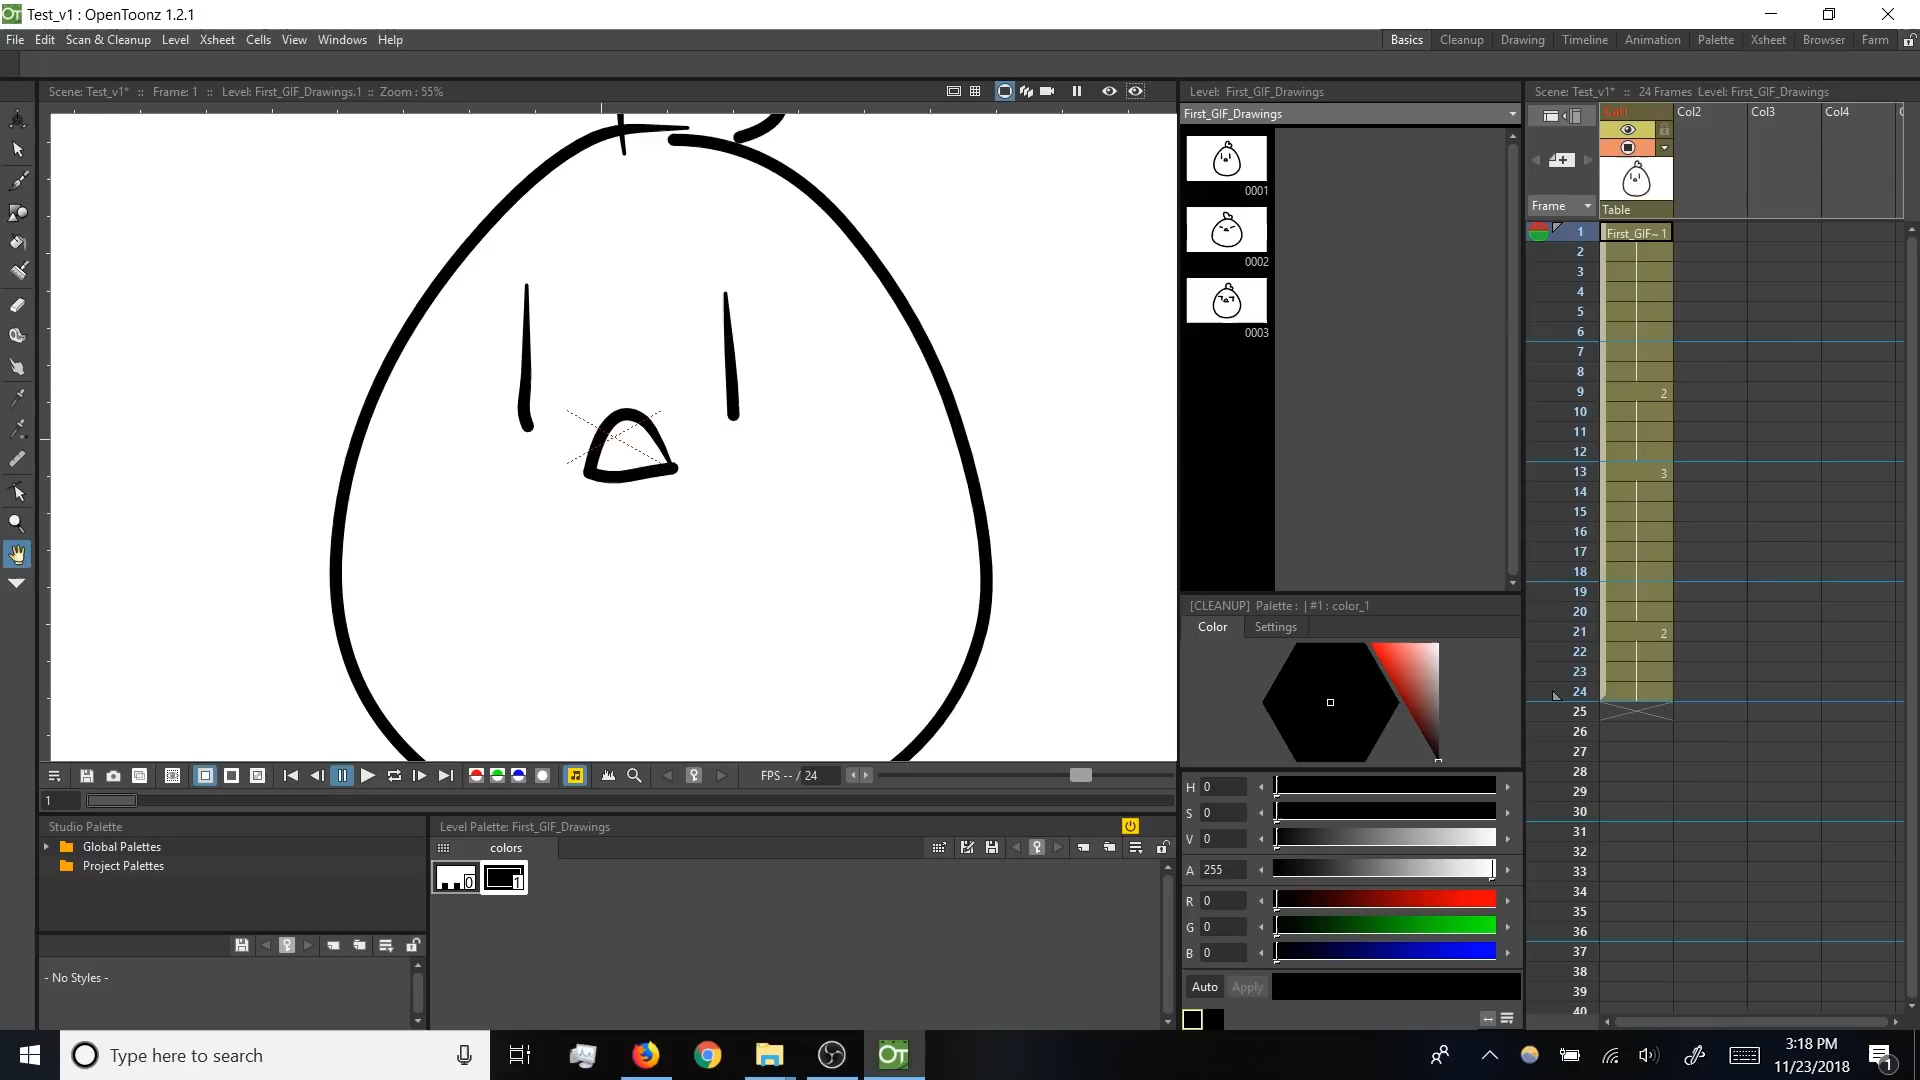 Test_v1 : OpenToonz 1.2.1
File Edit Scan & Cleanup Level Xsheet Cells View Windows Help
Basics Cleanup Drawing Timeline Animation Palette Xsheet Browser Farm
Scene: Test_v1* :: Frame: 1 :: Level: First_GIF_Drawings.1 :: Zoom : 55%
Level: First_GIF_Drawings
First_GIF_Drawings
0001
0002
0003
Scene: Test_v1* :: 24 Frames Level: First_GIF_Drawings
Col1 Col2 Col3 Col4
Frame
Table
1 First_GIF~ 1
2
3
4
5
6
7
8
9 2
10
11
12
13 3
14
15
16
17
18
19
20
21 2
22
23
24
25
26
27
28
29
30
31
32
33
34
35
36
37
38
39
40
[CLEANUP] Palette : | #1 : color_1
Color Settings
H 0
S 0
V 0
A 255
R 0
G 0
B 0
Auto Apply
FPS -- / 24
1
Studio Palette
Global Palettes
Project Palettes
- No Styles -
Level Palette: First_GIF_Drawings
colors
0 1
Type here to search
OT
3:18 PM
11/23/2018
1